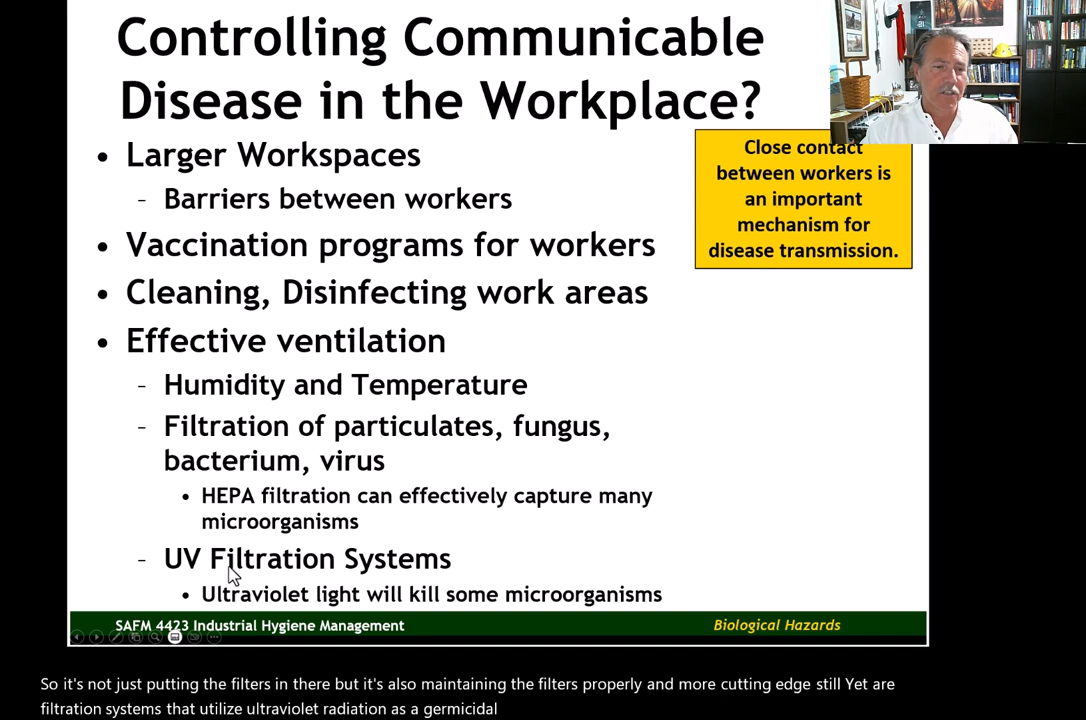 Controlling Communicable
Disease in the Workplace?
• Larger Workspaces
- Barriers between workers
• Vaccination programs for workers
• Cleaning, Disinfecting work areas
• Effective ventilation
- Humidity and Temperature
- Filtration of particulates, fungus,
bacterium, virus
• HEPA filtration can effectively capture many
microorganisms
- UV Filtration Systems
• Ultraviolet light will kill some microorganisms
Close contact
between workers is
an important
mechanism for
disease transmission.
SAFM 4423 Industrial Hygiene Management
Biological Hazards
So it's not just putting the filters in there but it's also maintaining the filters properly and more cutting edge still Yet are
filtration systems that utilize ultraviolet radiation as a germicidal